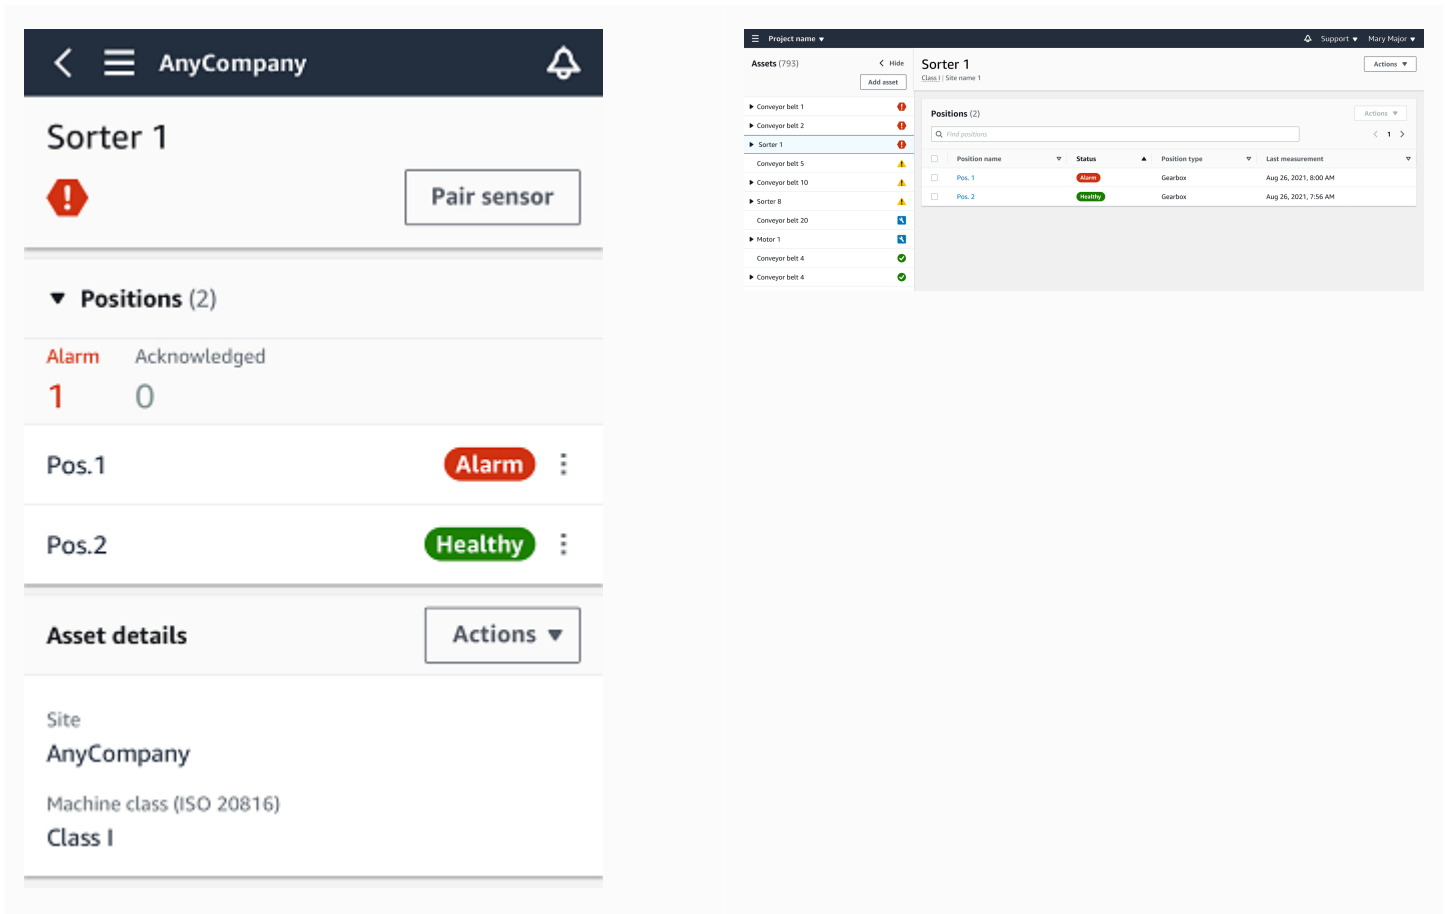 AnyCompany
Sorter 1
Pair sensor
Positions (2)
Alarm Acknowledged
1 0
Pos.1 Alarm
Pos.2 Healthy
Asset details Actions
Site
AnyCompany
Machine class (ISO 20816)
Class I
Project name Support Mary Major
Assets (793) Hide
Add asset
Conveyor belt 1
Conveyor belt 2
Sorter 1
Conveyor belt 5
Conveyor belt 10
Sorter 8
Conveyor belt 20
Motor 1
Conveyor belt 4
Conveyor belt 4
Sorter 1 Actions
Class I | Site name 1
Positions (2) Actions
Find positions 1
Position name Status Position type Last measurement
Pos. 1 Alarm Gearbox Aug 26, 2021, 8:00 AM
Pos. 2 Healthy Gearbox Aug 26, 2021, 7:56 AM